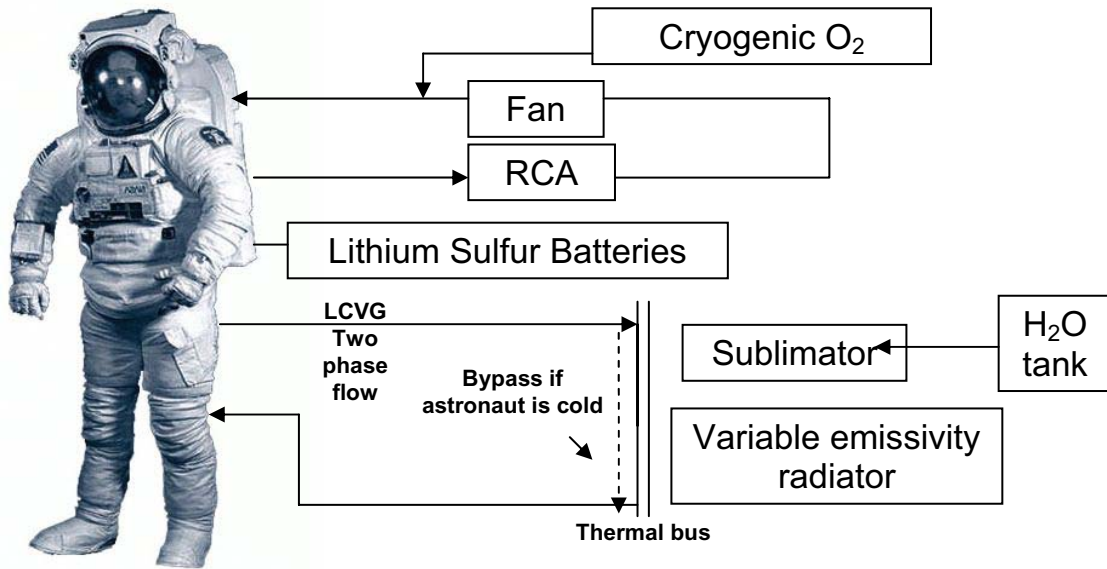 Cryogenic O₂
Fan
RCA
Lithium Sulfur Batteries
LCVG
Two
phase
flow
Bypass if
astronaut is cold
Sublimator
H₂O
tank
Variable emissivity
radiator
Thermal bus